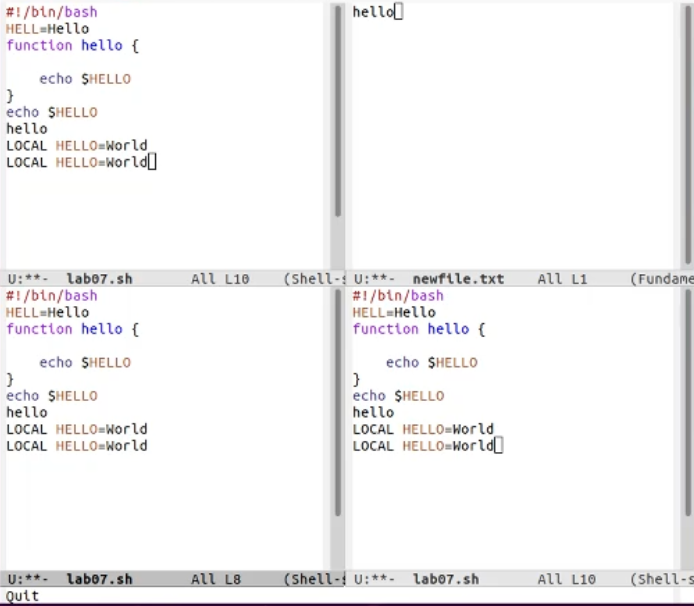 #!/bin/bash
HELL=Hello
function hello {
    echo $HELLO
}
echo $HELLO
hello
LOCAL HELLO=World
LOCAL HELLO=World
U:**-  lab07.sh       All L10    (Shell-s
hello
U:**-  newfile.txt    All L1     (Fundame
#!/bin/bash
HELL=Hello
function hello {
    echo $HELLO
}
echo $HELLO
hello
LOCAL HELLO=World
LOCAL HELLO=World
U:**-  lab07.sh       All L8     (Shell-s
#!/bin/bash
HELL=Hello
function hello {
    echo $HELLO
}
echo $HELLO
hello
LOCAL HELLO=World
LOCAL HELLO=World
U:**-  lab07.sh       All L10    (Shell-s
Quit